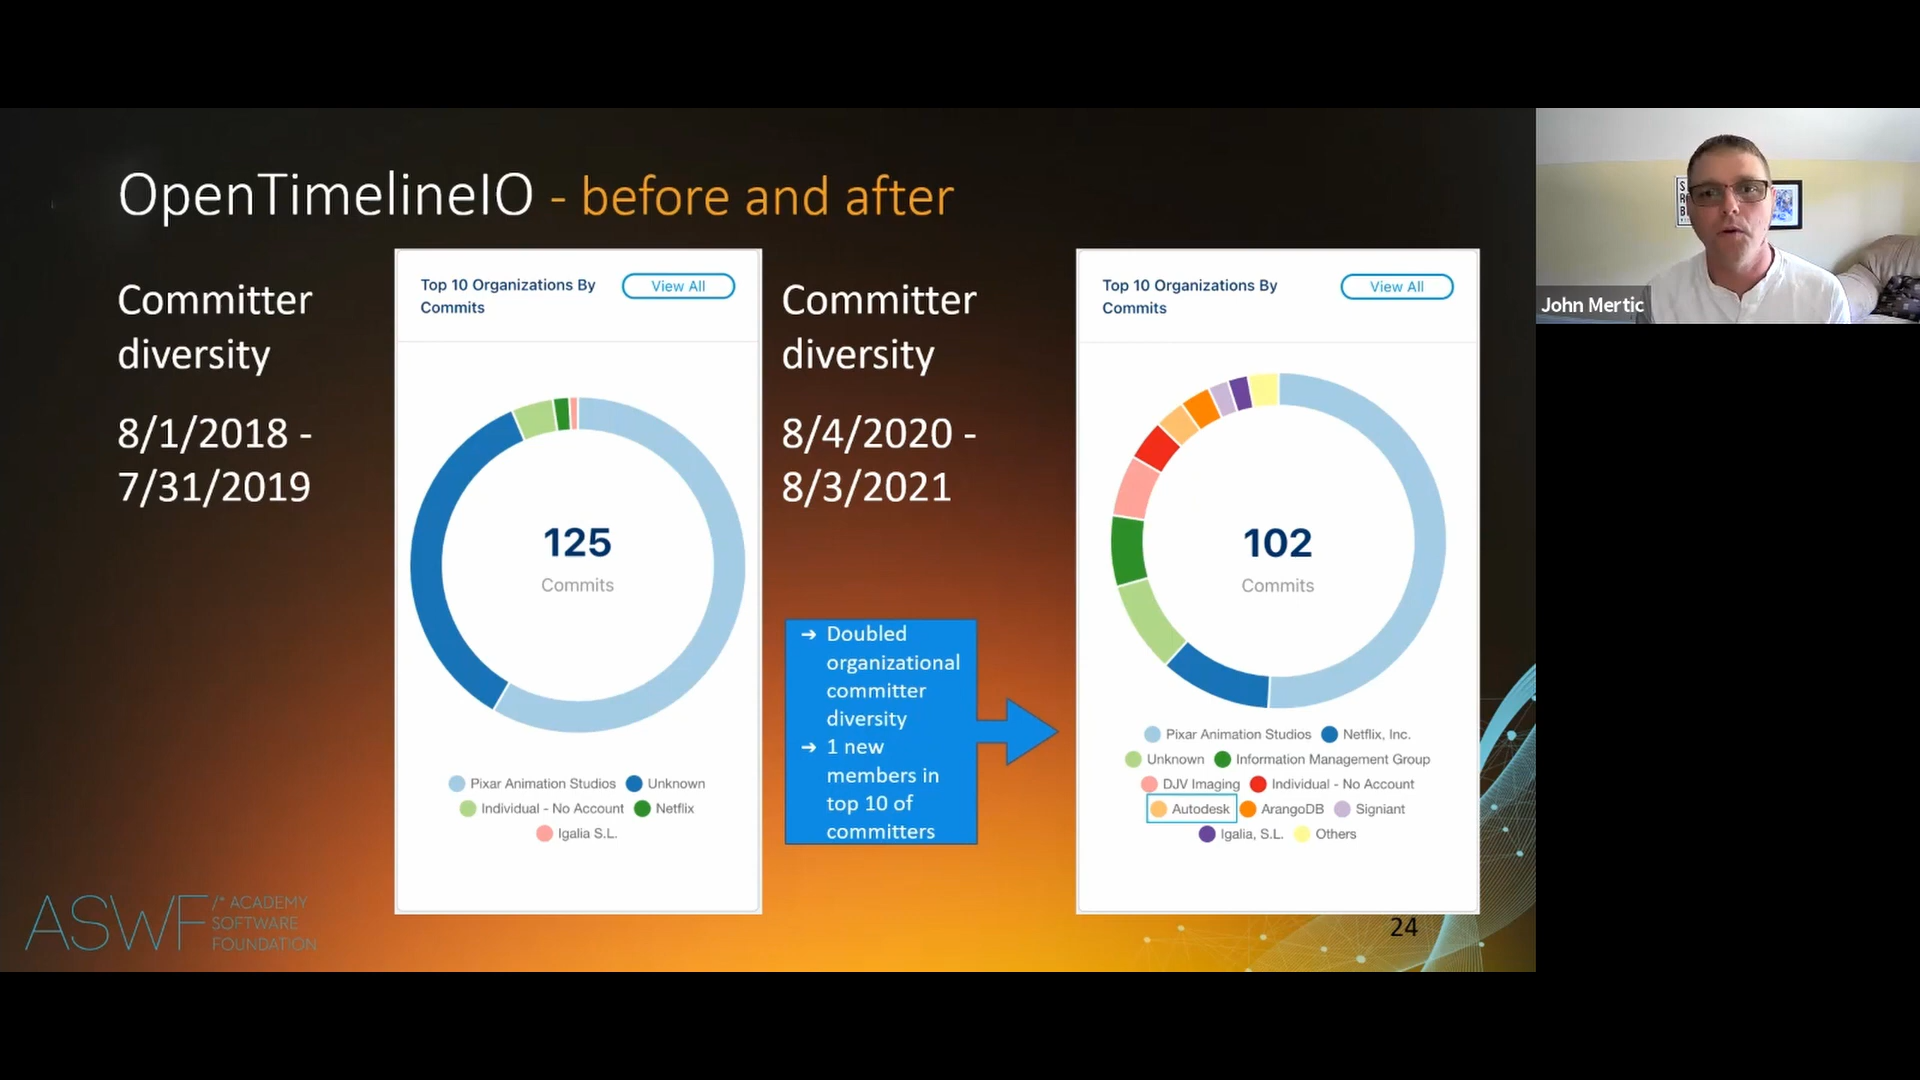 OpenTimelineIO - before and after
Committer
diversity
8/1/2018 -
7/31/2019
Top 10 Organizations By
Commits
View All
125
Commits
Pixar Animation Studios Unknown
Individual - No Account Netflix
Igalia S.L.
Committer
diversity
8/4/2020 -
8/3/2021
➔ Doubled
organizational
committer
diversity
➔ 1 new
members in
top 10 of
committers
Top 10 Organizations By
Commits
View All
102
Commits
Pixar Animation Studios Netflix, Inc.
Unknown Information Management Group
DJV Imaging Individual - No Account
Autodesk ArangoDB Signiant
Igalia, S.L. Others
ASWF
/* ACADEMY
SOFTWARE
FOUNDATION
24
John Mertic